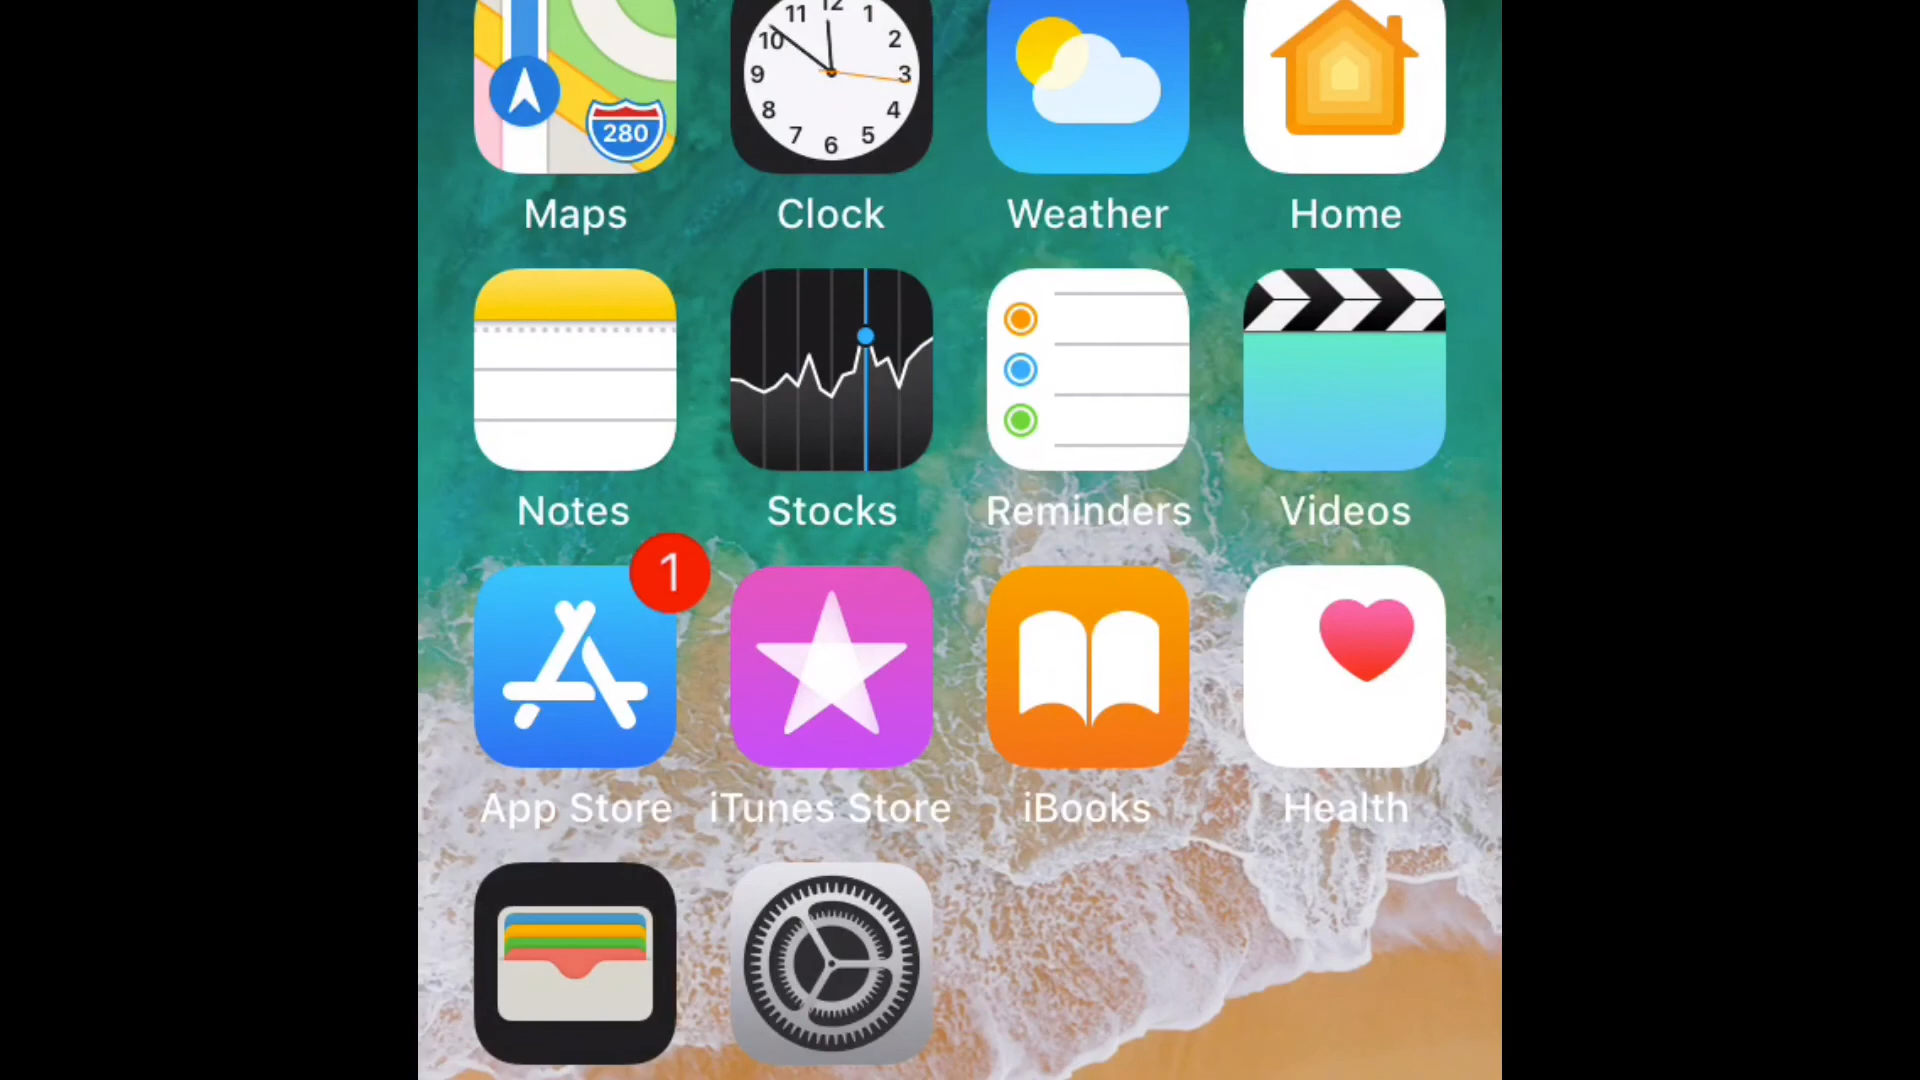 11 12 1
10 2
280
9 3
8 4
7 5
6
Maps Clock Weather Home
Notes Stocks Reminders Videos
1
App Store iTunes Store iBooks Health